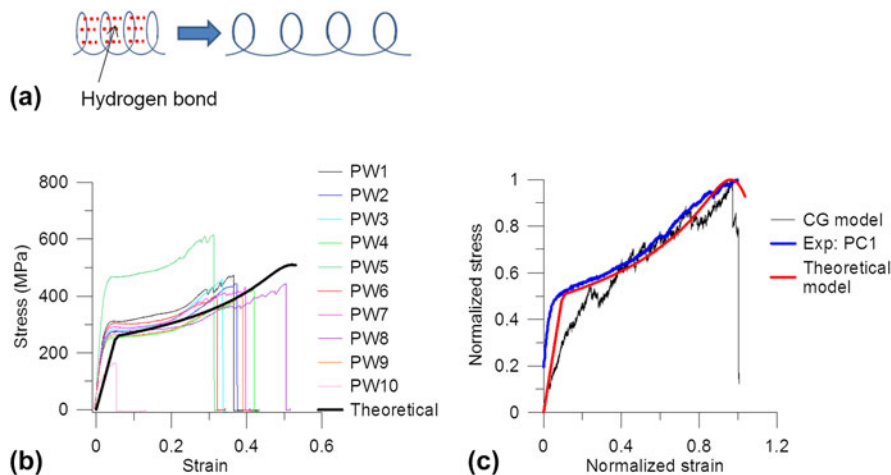 Hydrogen bond
(a)
800
600
400
200
0
Stress (MPa)
0
0.2
0.4
0.6
Strain
PW1
PW2
PW3
PW4
PW5
PW6
PW7
PW8
PW9
PW10
Theoretical
(b)
1
0.8
0.6
0.4
0.2
0
Normalized stress
0
0.4
0.8
1.2
Normalized strain
CG model
Exp: PC1
Theoretical
model
(c)